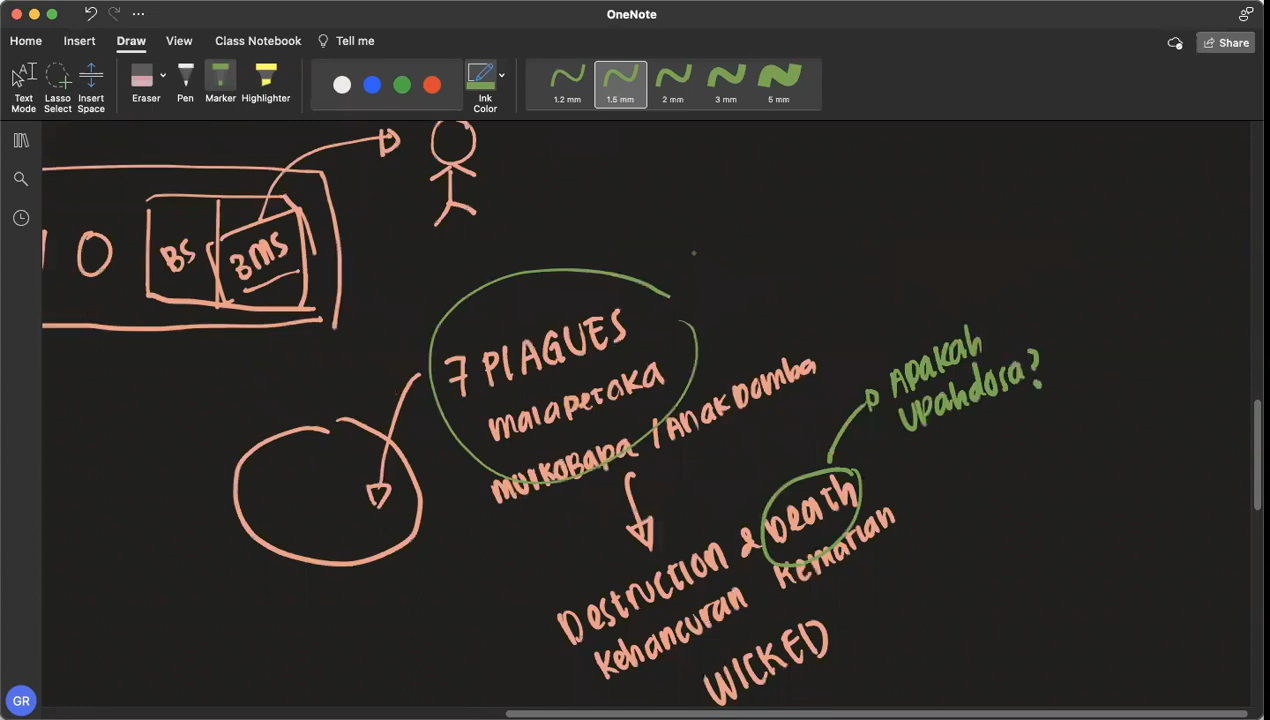 OneNote
Home Insert Draw View Class Notebook Tell me
Share
Text Mode
Lasso Select
Insert Space
Eraser
Pen
Marker
Highlighter
Ink Color
1.2 mm
1.5 mm
2 mm
3 mm
5 mm
O
BS
3MS
7 PLAGUES
malapetaka
murkoBapa / Anak Domba
Apakah
upahdosa?
Destruction & Death
Kehancuran Kematian
WICKED
GR